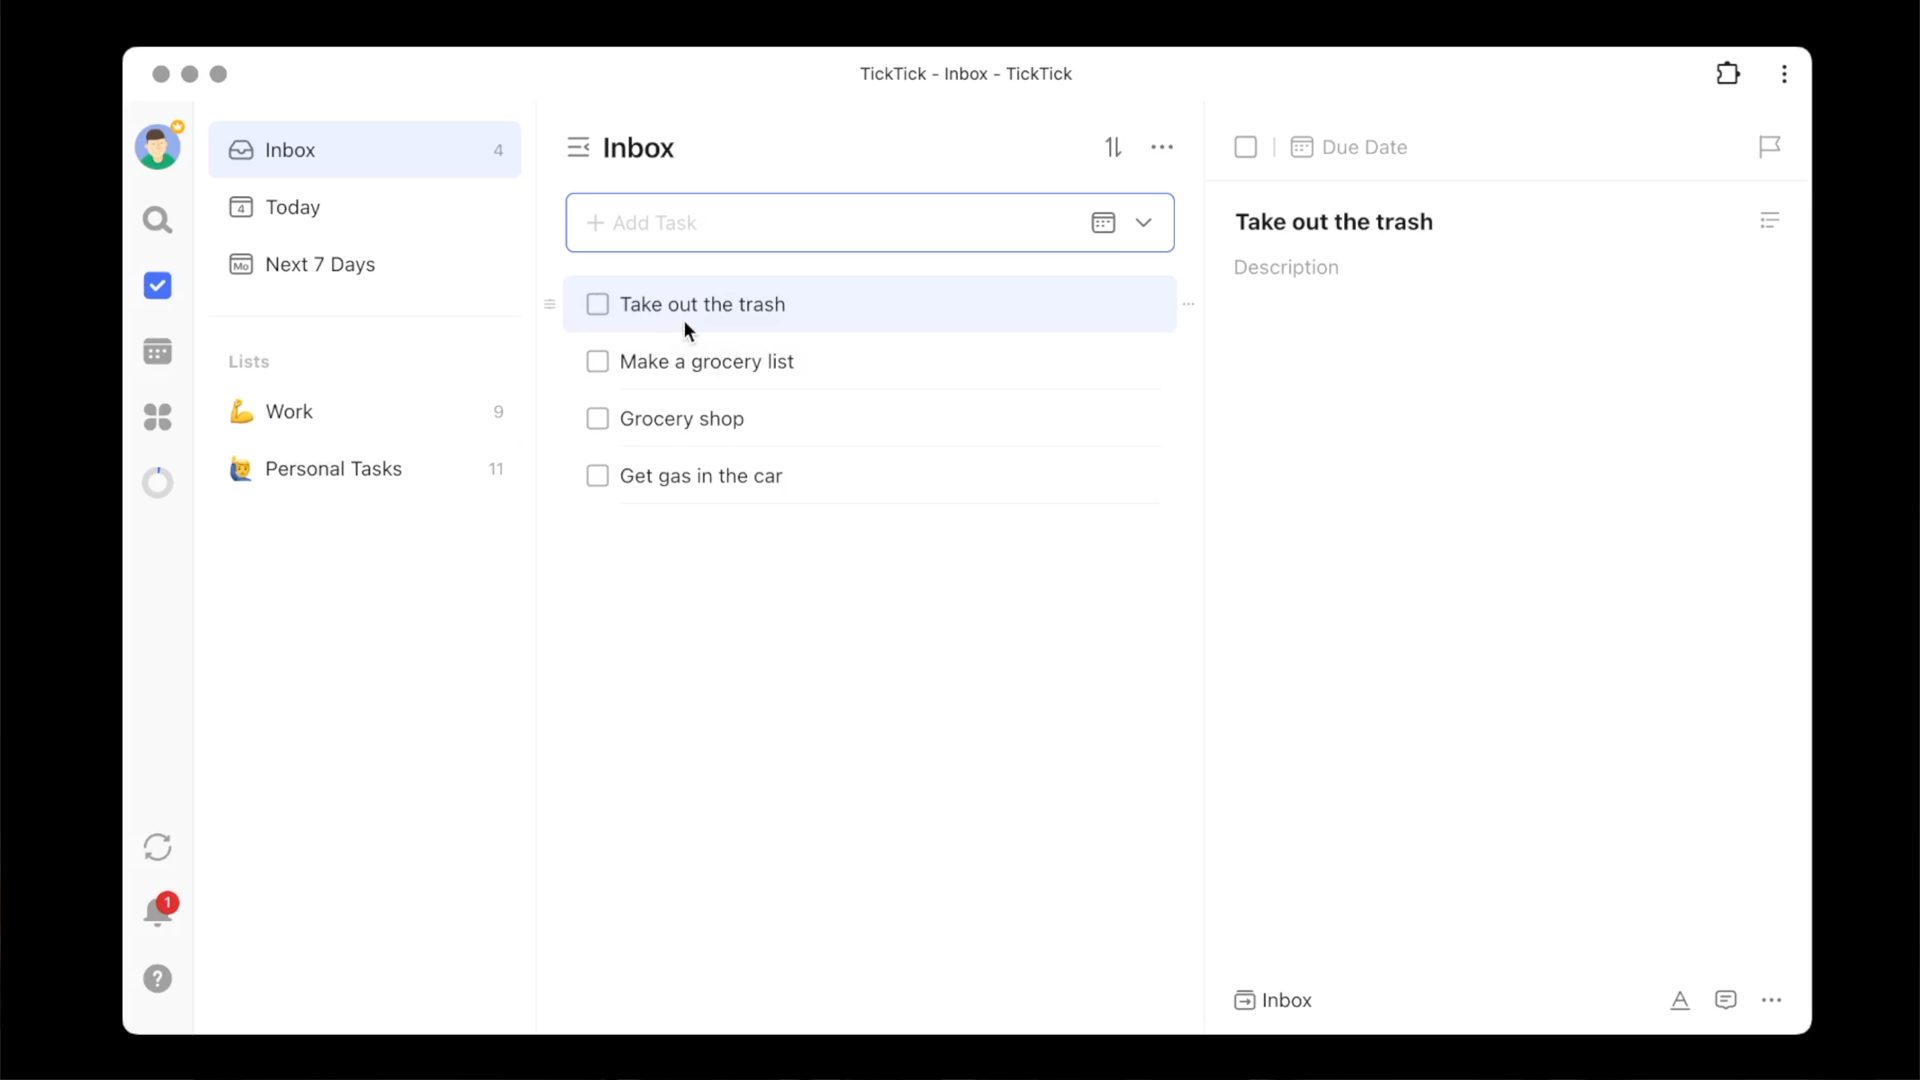 TickTick - Inbox - TickTick
Inbox 4
4 Today
Mo Next 7 Days
Lists
Work 9
Personal Tasks 11
1
?
Inbox
+ Add Task
Take out the trash
Make a grocery list
Grocery shop
Get gas in the car
Due Date
Take out the trash
Description
Inbox
A